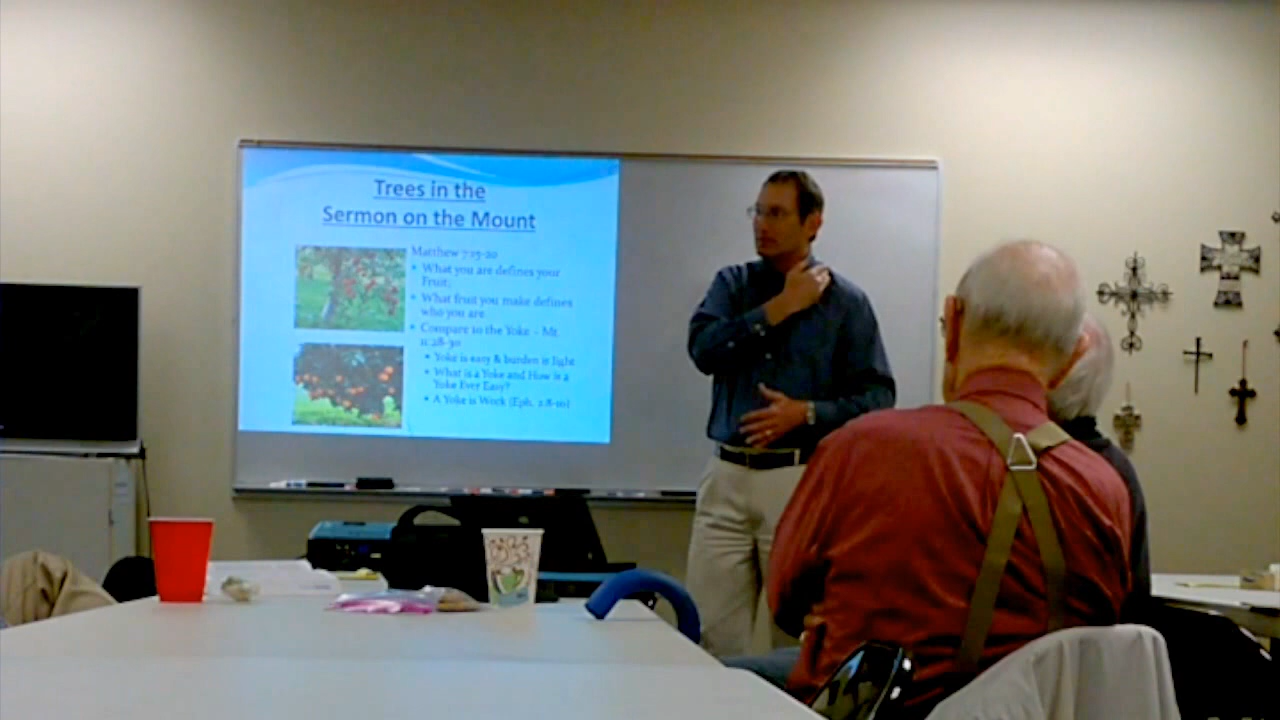 Trees in the
Sermon on the Mount
Matthew 7:15-20
What you are defines your
Fruit;
What fruit you make defines
who you are.
Compare to the Yoke - Mt.
11:28-30
Yoke is easy & burden is light
What is a Yoke and How is a
Yoke Ever Easy?
A Yoke is Work (Eph. 2:8-10)